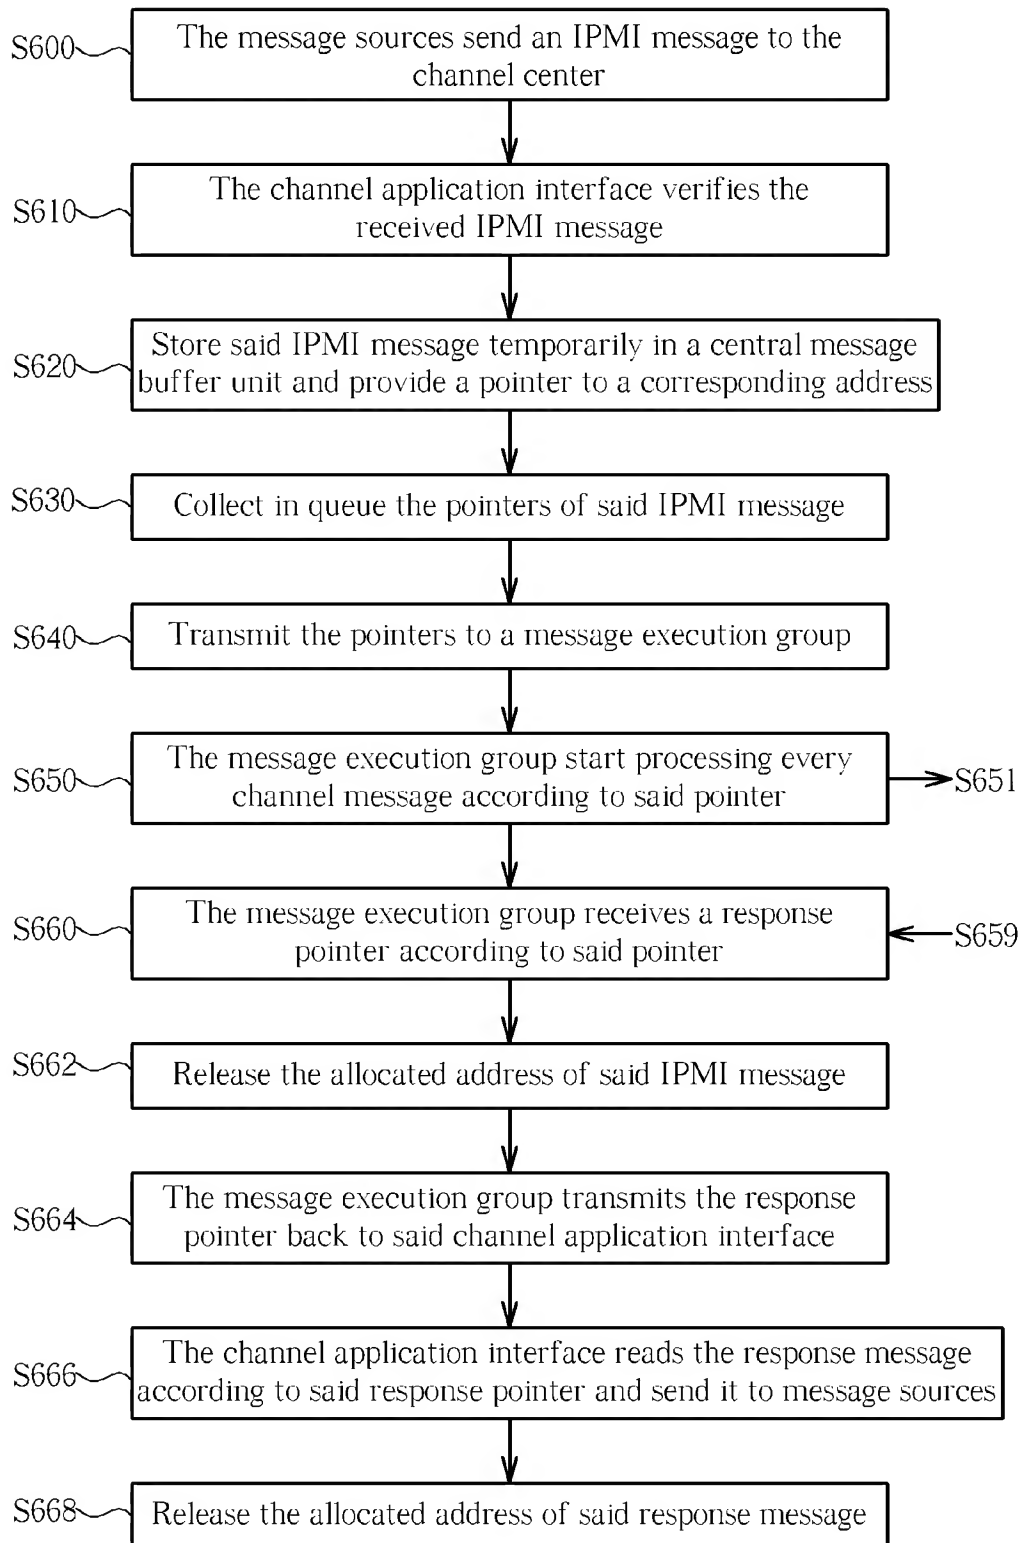 S600
The message sources send an IPMI message to the
channel center
S610
The channel application interface verifies the
received IPMI message
S620
Store said IPMI message temporarily in a central message
buffer unit and provide a pointer to a corresponding address
S630
Collect in queue the pointers of said IPMI message
S640
Transmit the pointers to a message execution group
S650
The message execution group start processing every
channel message according to said pointer
S651
S660
The message execution group receives a response
pointer according to said pointer
S659
S662
Release the allocated address of said IPMI message
S664
The message execution group transmits the response
pointer back to said channel application interface
S666
The channel application interface reads the response message
according to said response pointer and send it to message sources
S668
Release the allocated address of said response message